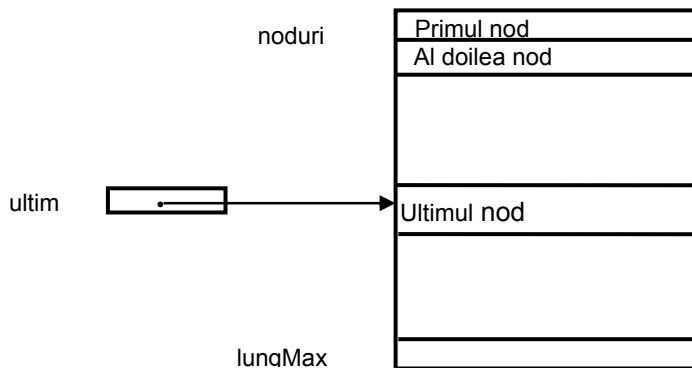 noduri
Primul nod
Al doilea nod
ultim
Ultimul nod
lungMax